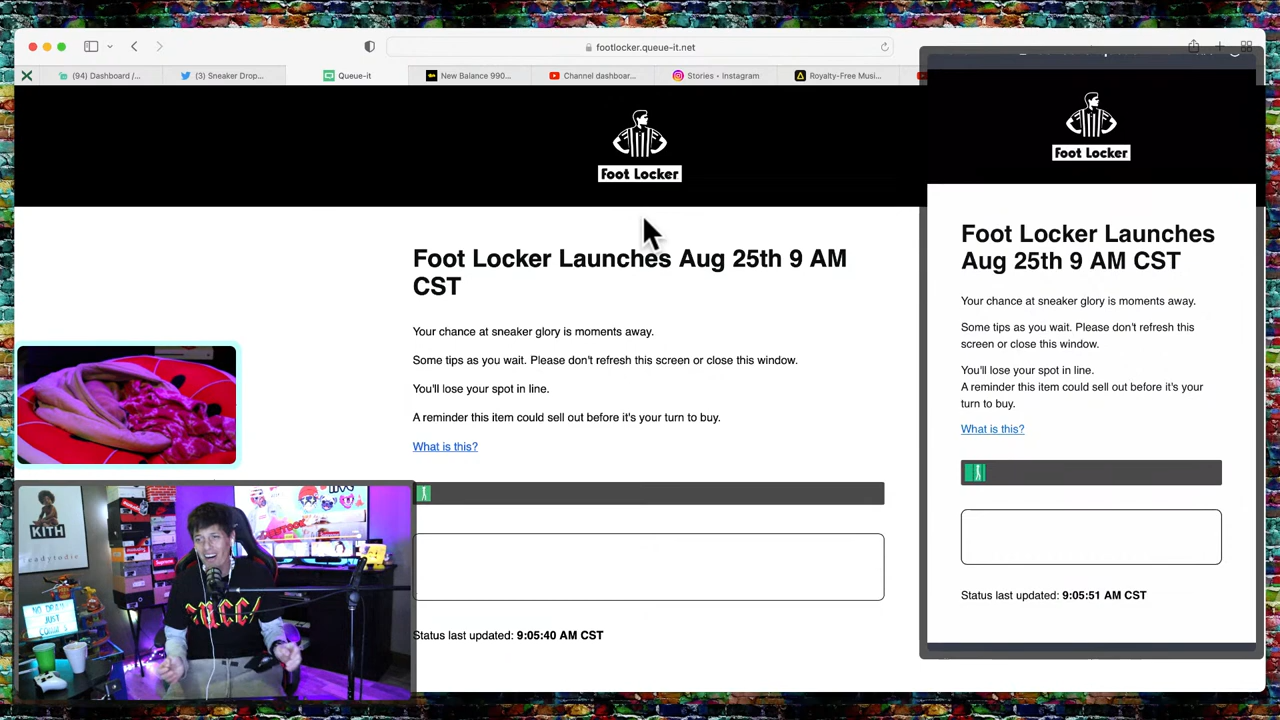 footlocker.queue-it.net
(94) Dashboard /...
(3) Sneaker Drop...
Queue-it
New Balance 990...
Channel dashboar...
Stories • Instagram
Royalty-Free Musi...
Foot Locker
Foot Locker Launches Aug 25th 9 AM
CST
Your chance at sneaker glory is moments away.
Some tips as you wait. Please don't refresh this screen or close this window.
You'll lose your spot in line.
A reminder this item could sell out before it's your turn to buy.
What is this?
Status last updated: 9:05:40 AM CST
Foot Locker
Foot Locker Launches
Aug 25th 9 AM CST
Your chance at sneaker glory is moments away.
Some tips as you wait. Please don't refresh this
screen or close this window.
You'll lose your spot in line.
A reminder this item could sell out before it's your
turn to buy.
What is this?
Status last updated: 9:05:51 AM CST
KITH
readytodie
NO DRAMA
JUST